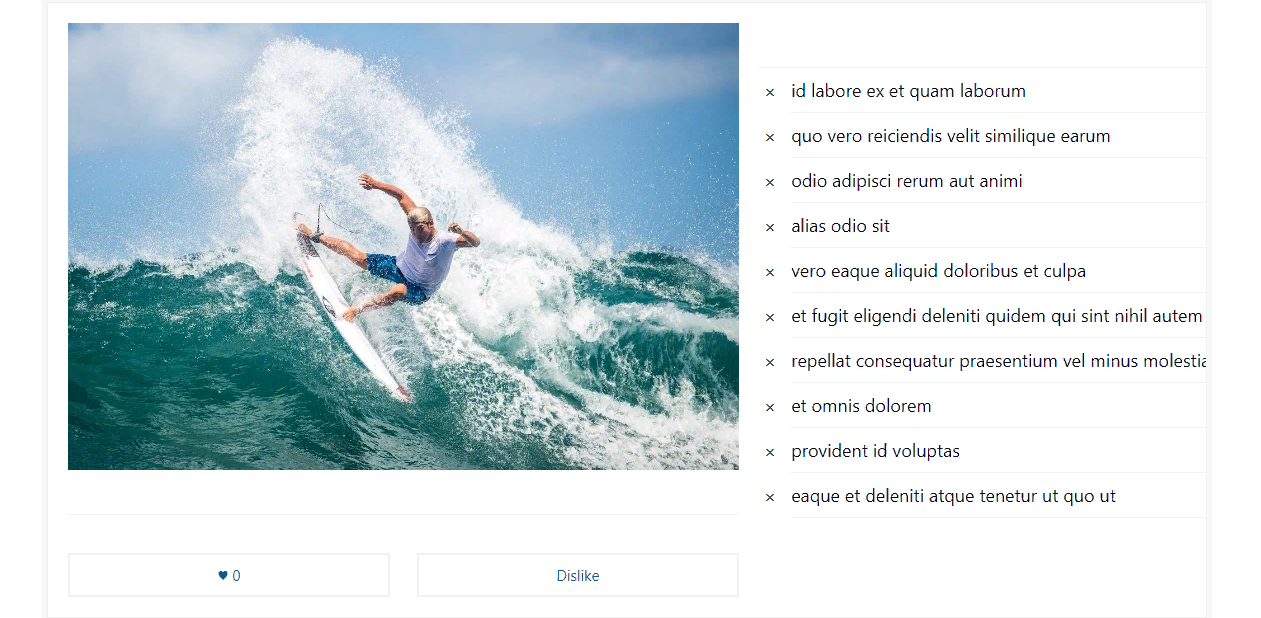 id labore ex et quam laborum
quo vero reiciendis velit similique earum
odio adipisci rerum aut animi
alias odio sit
vero eaque aliquid doloribus et culpa
et fugit eligendi deleniti quidem qui sint nihil autem
repellat consequatur praesentium vel minus molestia
et omnis dolorem
provident id voluptas
eaque et deleniti atque tenetur ut quo ut
♥ 0
Dislike